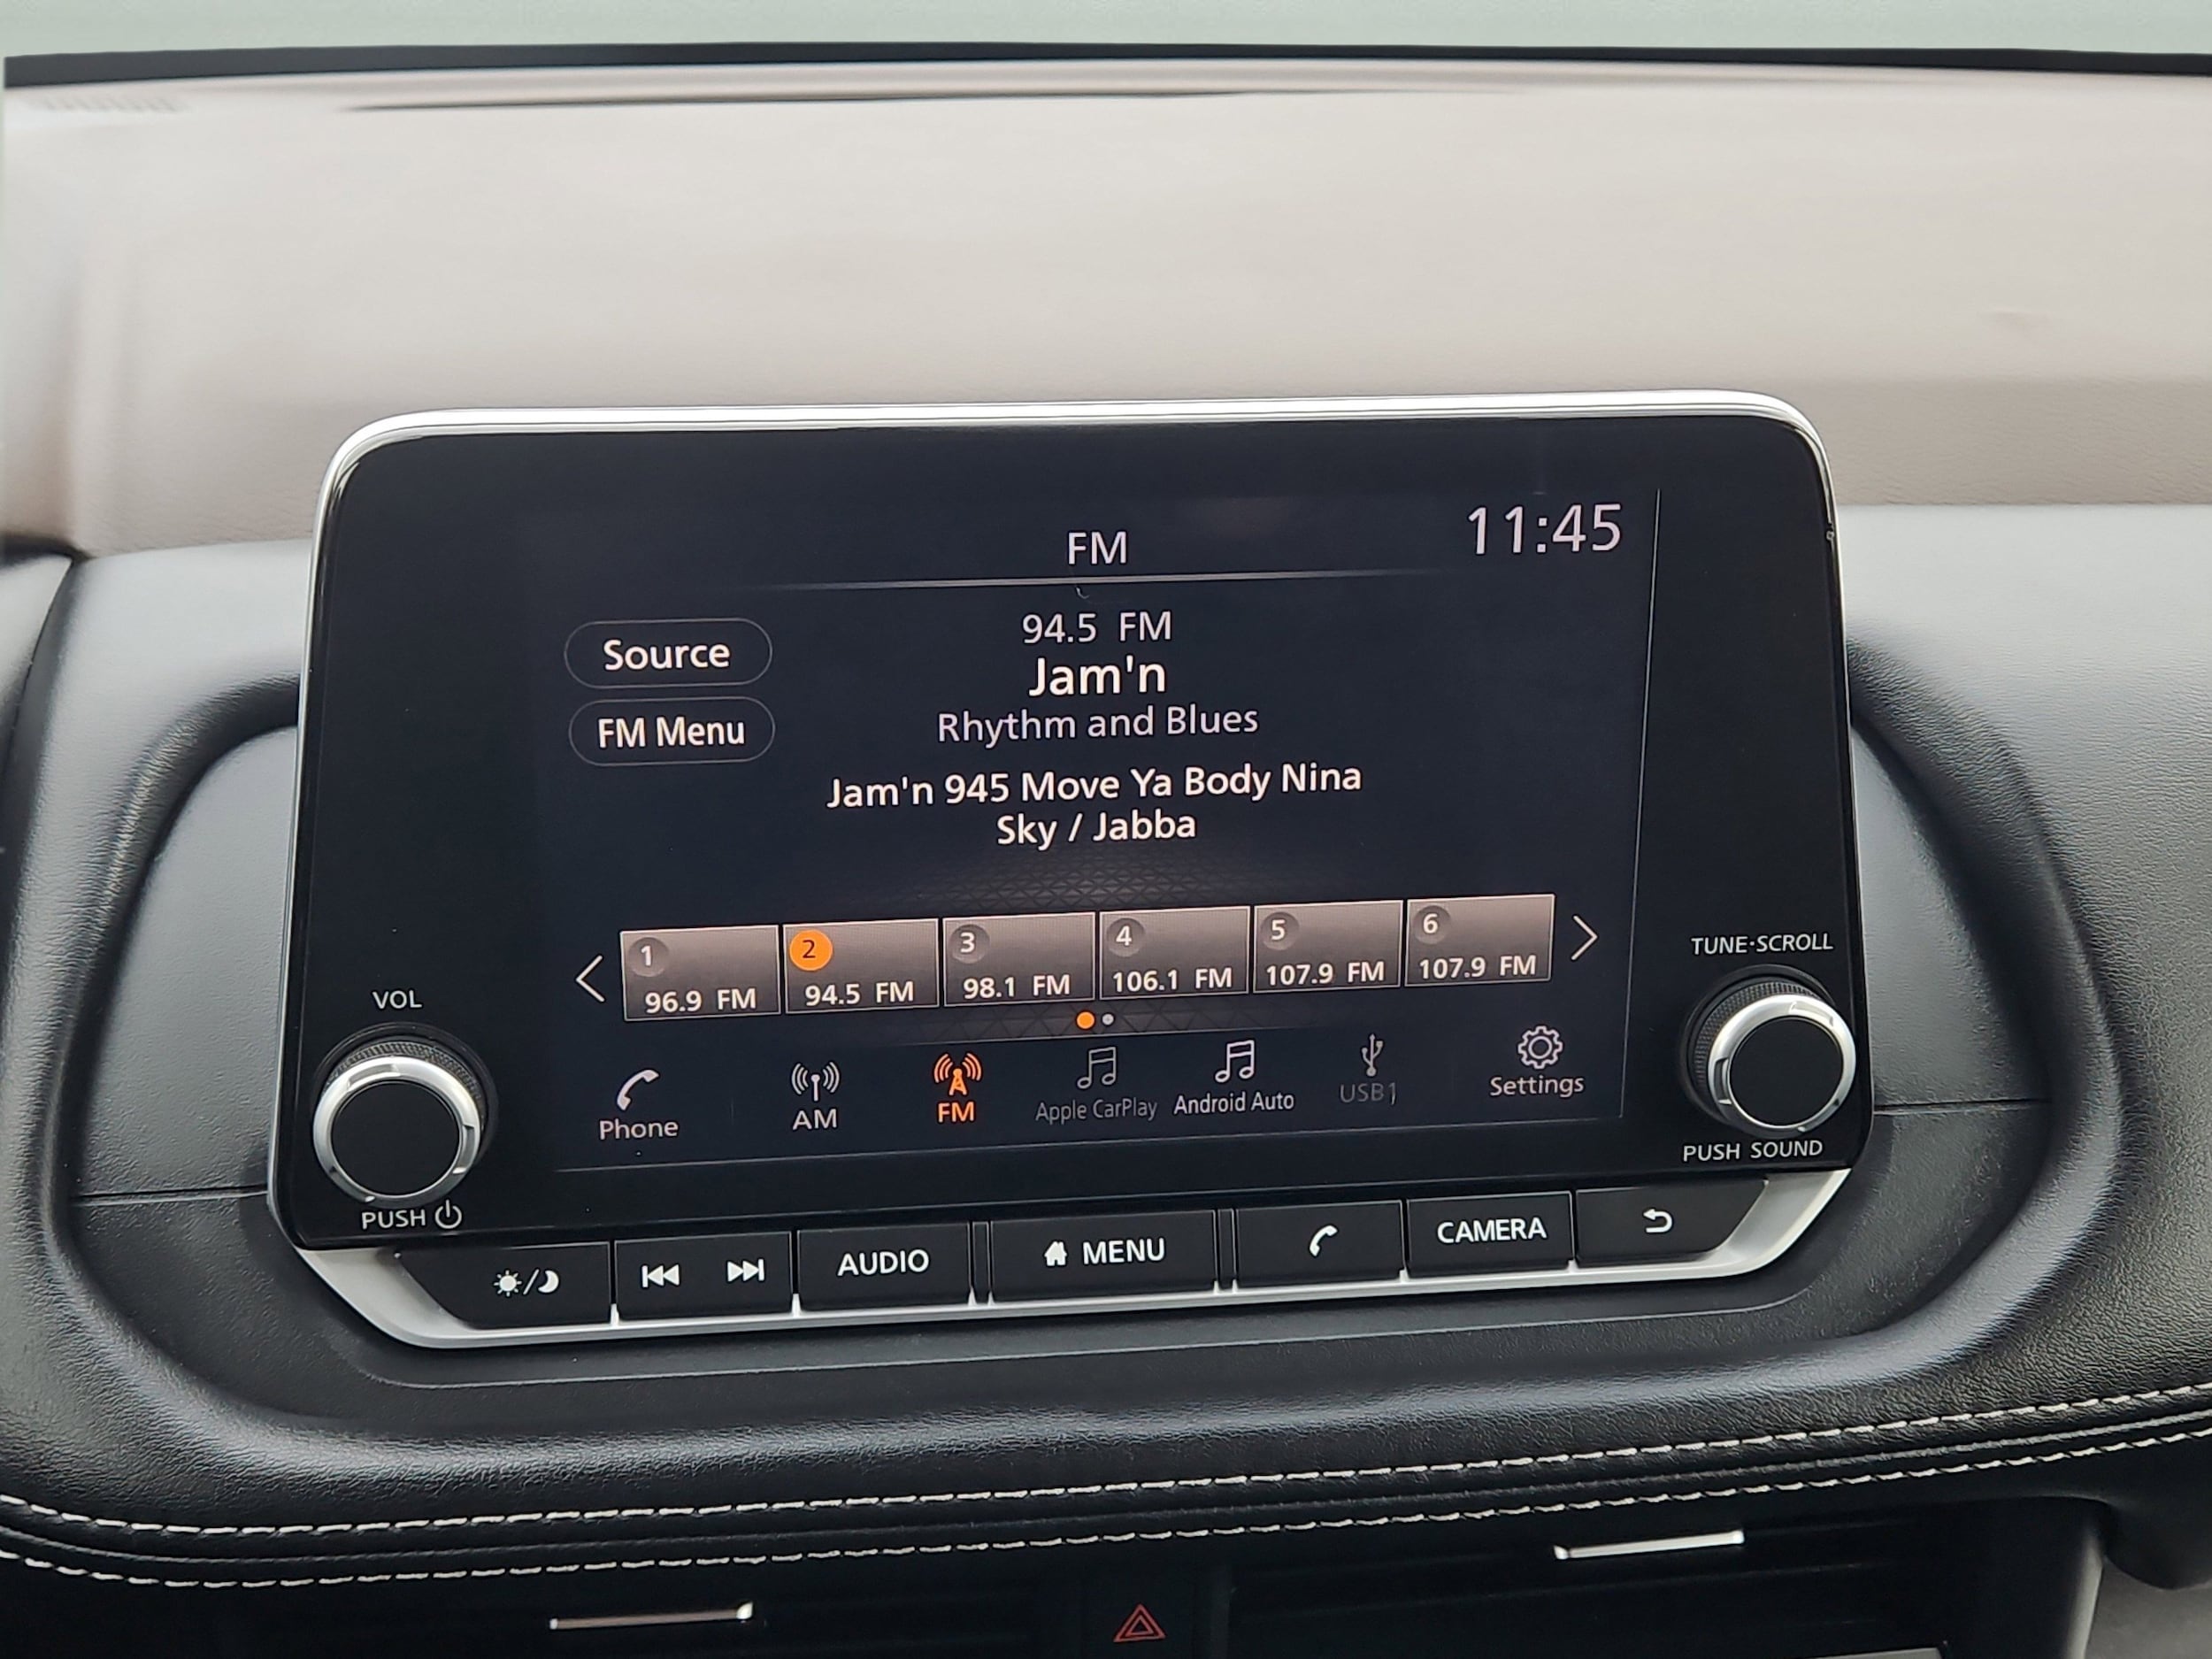 11:45
FM
94.5 FM
Source
Jam'n
Rhythm and Blues
FM Menu
Jam'n 945 Move Ya Body Nina
Sky / Jabba
1
96.9 FM
2
94.5 FM
3
98.1 FM
4
106.1 FM
5
107.9 FM
6
107.9 FM
TUNE·SCROLL
VOL
Phone
AM
FM
Apple CarPlay
Android Auto
USB1
Settings
PUSH SOUND
PUSH
AUDIO
MENU
CAMERA